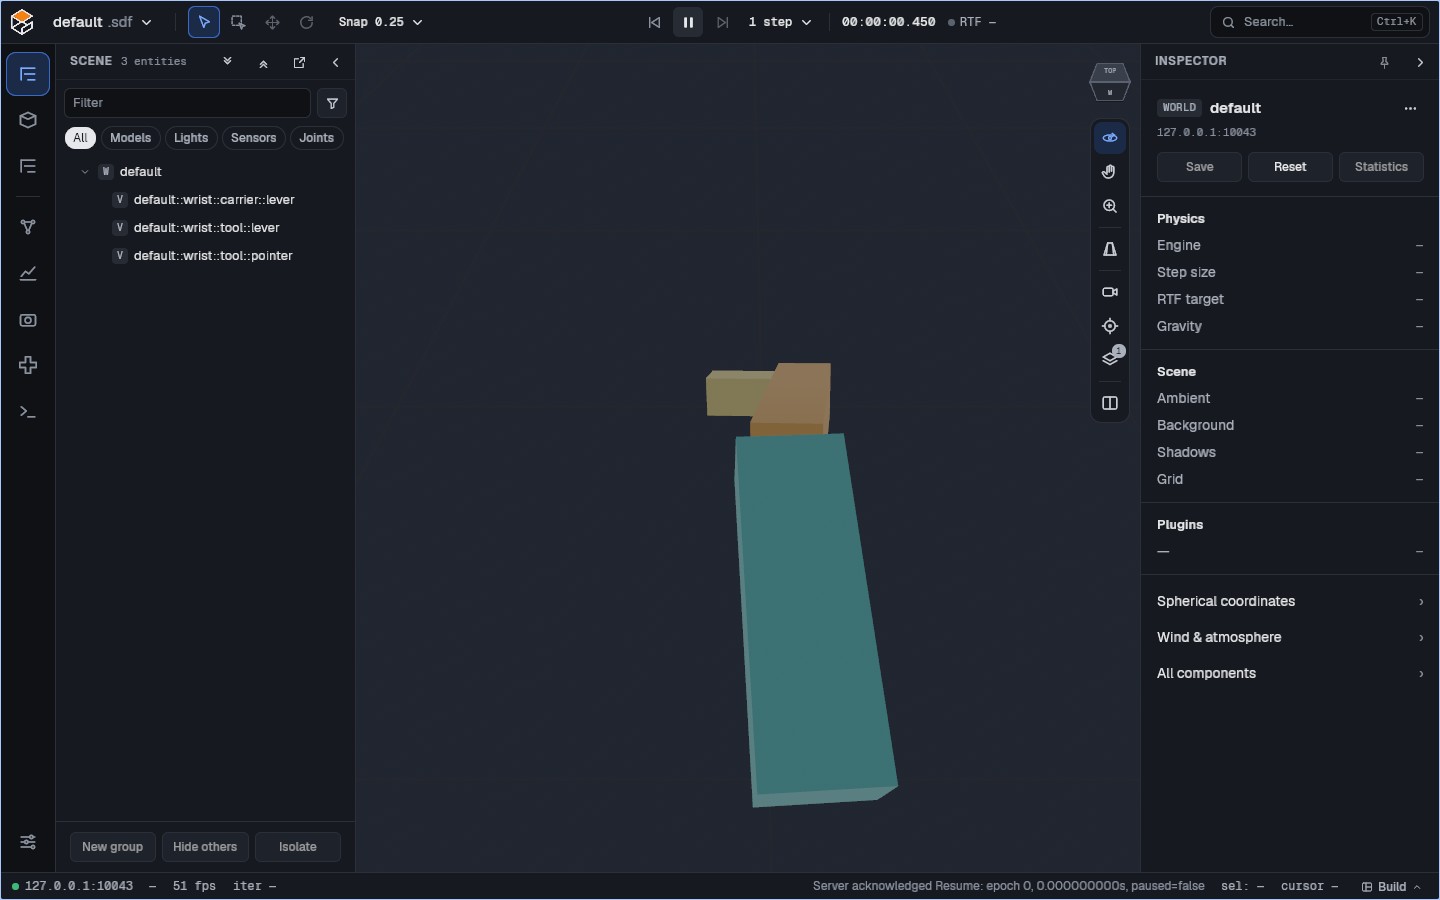 default .sdf
Snap 0.25
1 step
00:00:00.450
RTF –
Search...
Ctrl+K
SCENE 3 entities
Filter
All
Models
Lights
Sensors
Joints
W default
V default::wrist::carrier::lever
V default::wrist::tool::lever
V default::wrist::tool::pointer
New group
Hide others
Isolate
TOP
W
1
INSPECTOR
WORLD default
127.0.0.1:10043
Save
Reset
Statistics
Physics
Engine –
Step size –
RTF target –
Gravity –
Scene
Ambient –
Background –
Shadows –
Grid –
Plugins
— –
Spherical coordinates
Wind & atmosphere
All components
127.0.0.1:10043 – 51 fps iter –
Server acknowledged Resume: epoch 0, 0.000000000s, paused=false sel: – cursor – Build